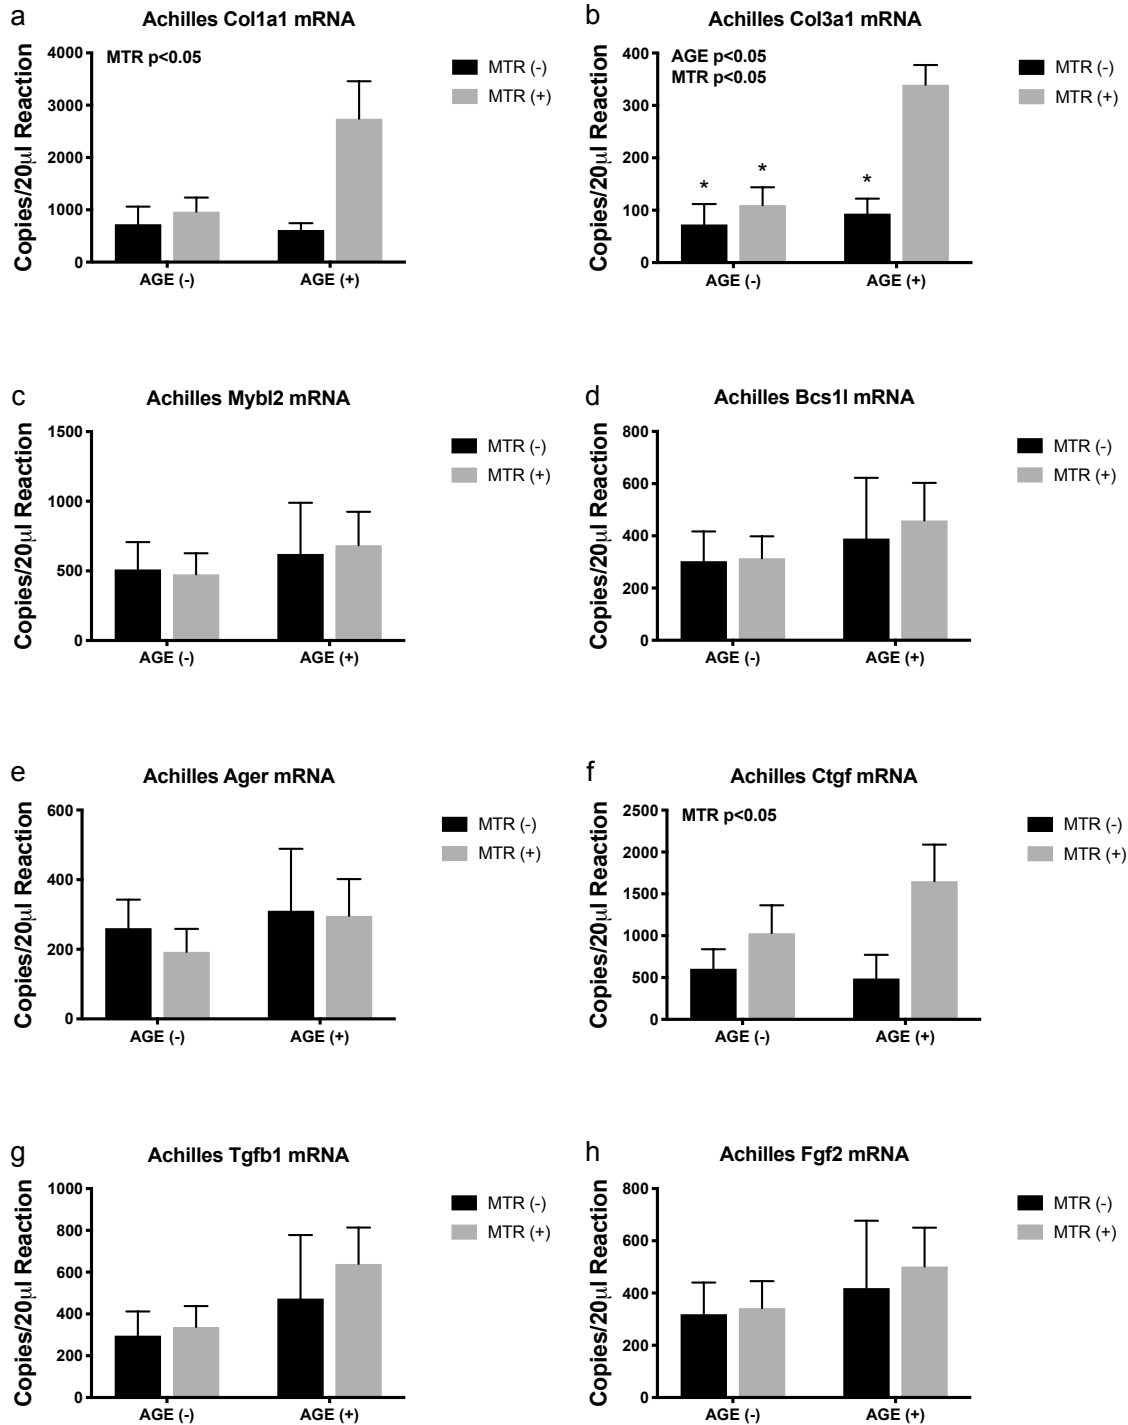 a
Achilles Col1a1 mRNA
Copies/20µl Reaction
4000
3000
2000
1000
0
MTR p<0.05
AGE (-)
AGE (+)
MTR (-)
MTR (+)
b
Achilles Col3a1 mRNA
Copies/20µl Reaction
400
300
200
100
0
AGE p<0.05
MTR p<0.05
*
*
*
AGE (-)
AGE (+)
MTR (-)
MTR (+)
c
Achilles Mybl2 mRNA
Copies/20µl Reaction
1500
1000
500
0
AGE (-)
AGE (+)
MTR (-)
MTR (+)
d
Achilles Bcs1l mRNA
Copies/20µl Reaction
800
600
400
200
0
AGE (-)
AGE (+)
MTR (-)
MTR (+)
e
Achilles Ager mRNA
Copies/20µl Reaction
600
400
200
0
AGE (-)
AGE (+)
MTR (-)
MTR (+)
f
Achilles Ctgf mRNA
Copies/20µl Reaction
2500
2000
1500
1000
500
0
MTR p<0.05
AGE (-)
AGE (+)
MTR (-)
MTR (+)
g
Achilles Tgfb1 mRNA
Copies/20µl Reaction
1000
800
600
400
200
0
AGE (-)
AGE (+)
MTR (-)
MTR (+)
h
Achilles Fgf2 mRNA
Copies/20µl Reaction
800
600
400
200
0
AGE (-)
AGE (+)
MTR (-)
MTR (+)